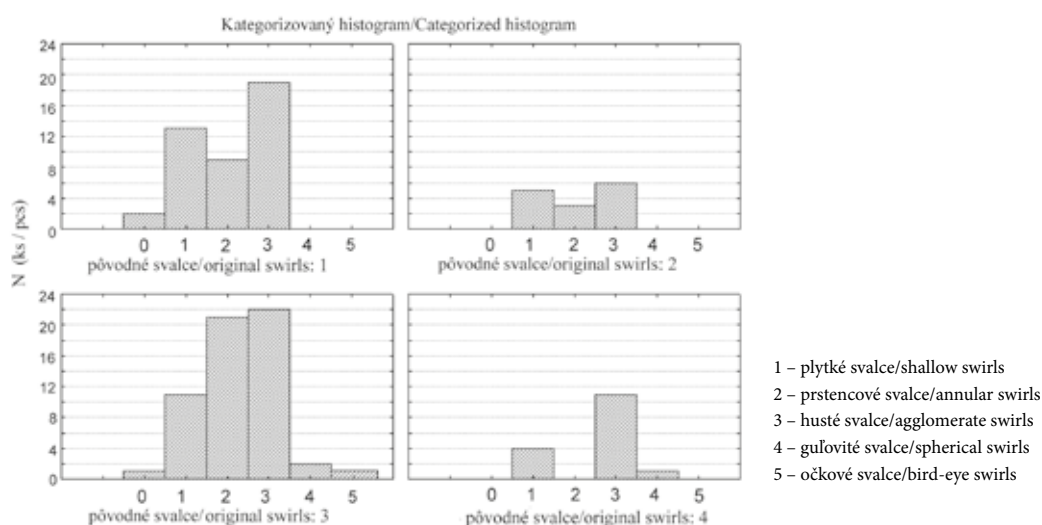 Kategorizovaný histogram/Categorized histogram
N (ks / pcs)
24
20
16
12
8
4
0
0 1 2 3 4 5
pôvodné svalce/original swirls: 1
0 1 2 3 4 5
pôvodné svalce/original swirls: 2
24
20
16
12
8
4
0
0 1 2 3 4 5
pôvodné svalce/original swirls: 3
0 1 2 3 4 5
pôvodné svalce/original swirls: 4
1 – plytké svalce/shallow swirls
2 – prstencové svalce/annular swirls
3 – husté svalce/agglomerate swirls
4 – guľovité svalce/spherical swirls
5 – očkové svalce/bird-eye swirls